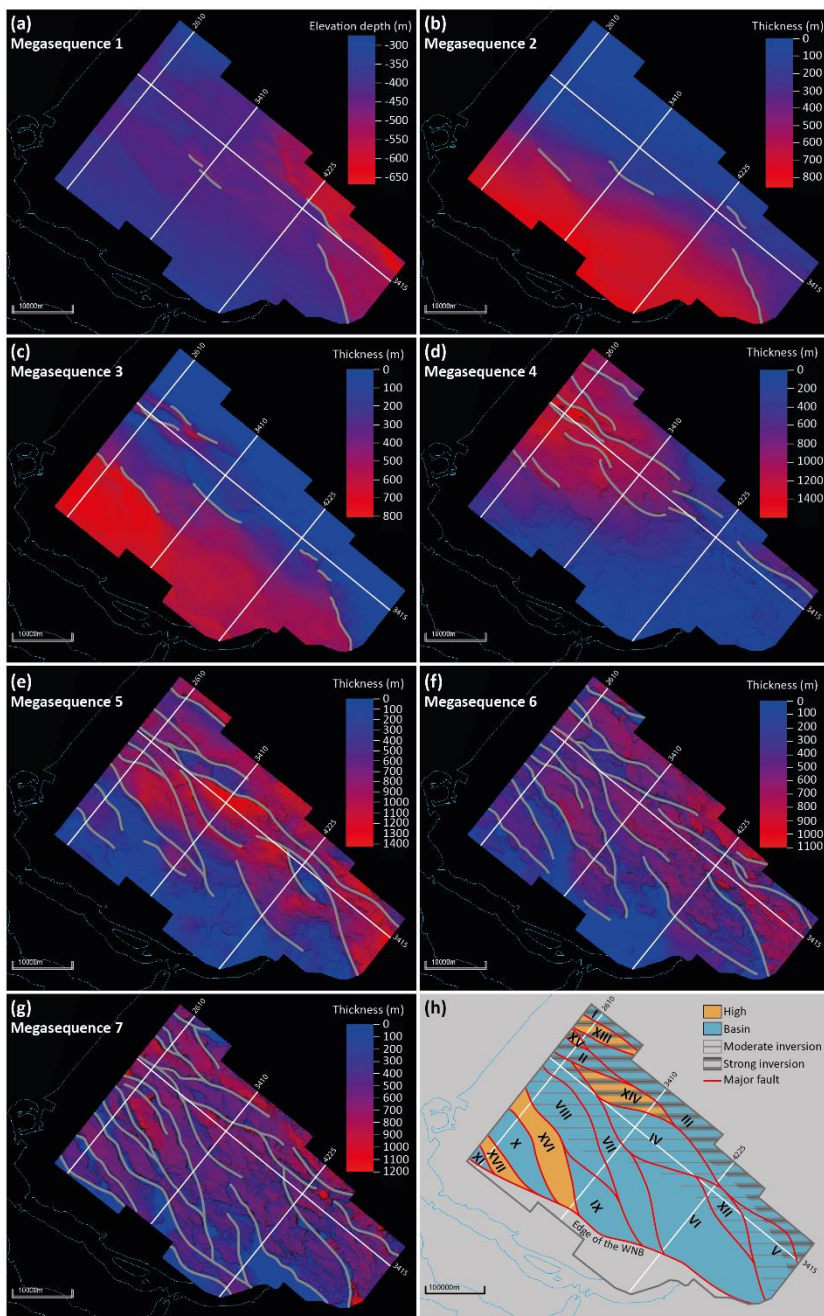 (a)
Megasequence 1
Elevation depth (m)
-300
-350
-400
-450
-500
-550
-600
-650
2610
3410
4225
3415
10000m
(b)
Megasequence 2
Thickness (m)
0
100
200
300
400
500
600
700
800
2610
3410
4225
3415
10000m
(c)
Megasequence 3
Thickness (m)
0
100
200
300
400
500
600
700
800
2610
3410
4225
3415
10000m
(d)
Megasequence 4
Thickness (m)
0
200
400
600
800
1000
1200
1400
2610
3410
4225
3415
10000m
(e)
Megasequence 5
Thickness (m)
0
100
200
300
400
500
600
700
800
900
1000
1100
1200
1300
1400
2610
3410
4225
3415
10000m
(f)
Megasequence 6
Thickness (m)
0
100
200
300
400
500
600
700
800
900
1000
1100
2610
3410
4225
3415
10000m
(g)
Megasequence 7
Thickness (m)
0
100
200
300
400
500
600
700
800
900
1000
1100
1200
2610
3410
4225
3415
10000m
(h)
High
Basin
Moderate inversion
Strong inversion
Major fault
2610
I
XIII
XV
II
3410
XIV
III
VIII
IV
VII
4225
X
XVI
XI
XVII
IX
XII
VI
V
Edge of the WNB
3415
100000m